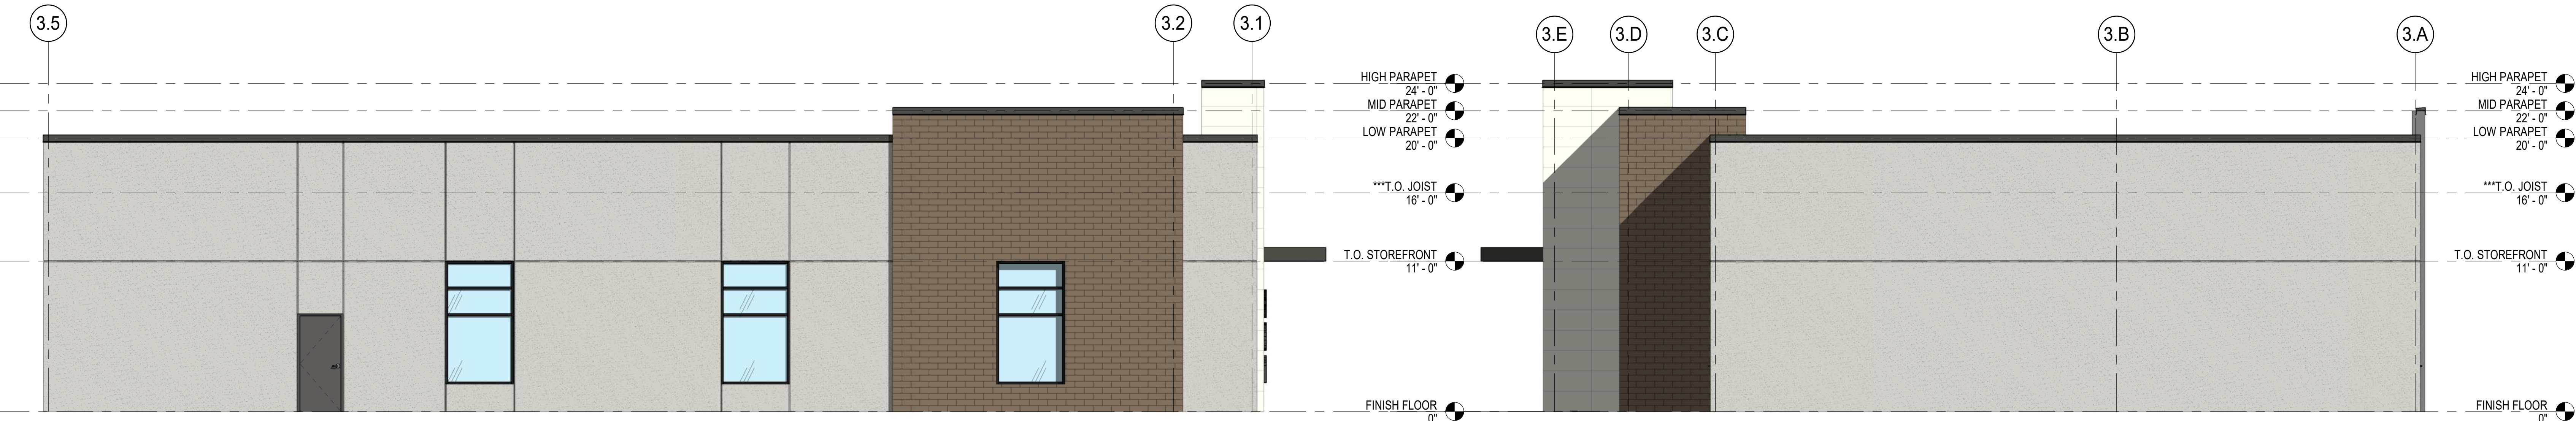 3.5
3.2
3.1
3.E
3.D
3.C
3.B
3.A
HIGH PARAPET
24' - 0"
MID PARAPET
22' - 0"
LOW PARAPET
20' - 0"
***T.O. JOIST
16' - 0"
T.O. STOREFRONT
11' - 0"
FINISH FLOOR
0"
HIGH PARAPET
24' - 0"
MID PARAPET
22' - 0"
LOW PARAPET
20' - 0"
***T.O. JOIST
16' - 0"
T.O. STOREFRONT
11' - 0"
FINISH FLOOR
0"